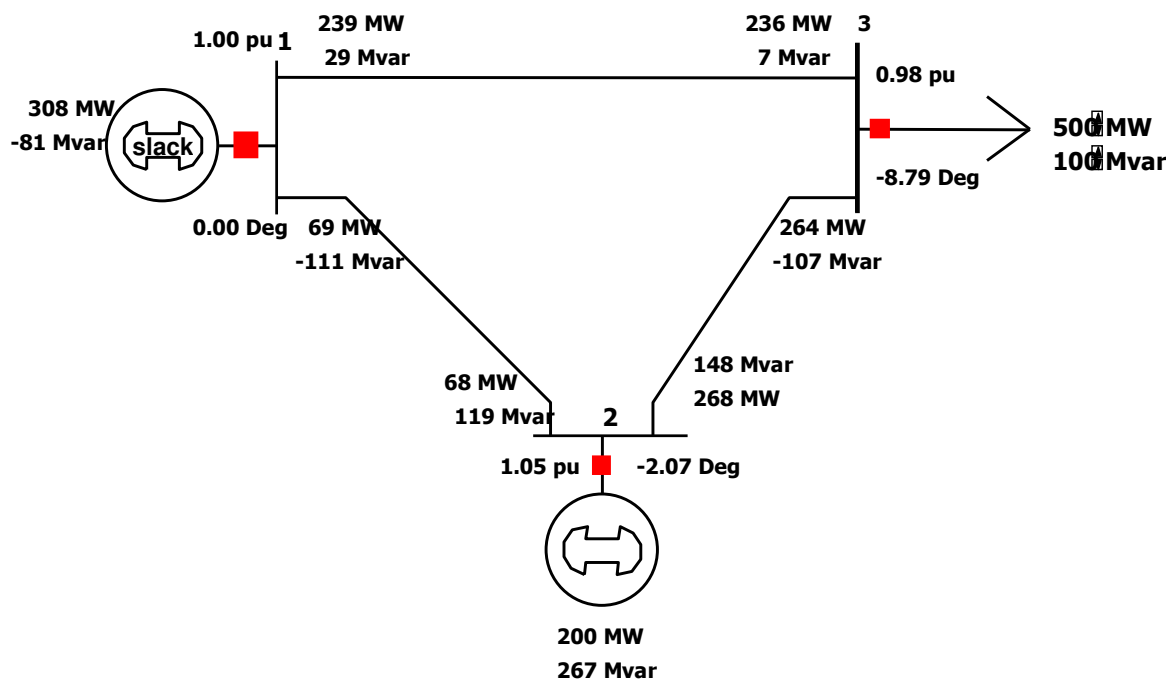 239 MW
29 Mvar
236 MW
7 Mvar
3
1.00 pu
1
0.98 pu
308 MW
-81 Mvar
slack
500 MW
100 Mvar
-8.79 Deg
0.00 Deg
69 MW
-111 Mvar
264 MW
-107 Mvar
148 Mvar
268 MW
68 MW
119 Mvar
2
1.05 pu
-2.07 Deg
200 MW
267 Mvar